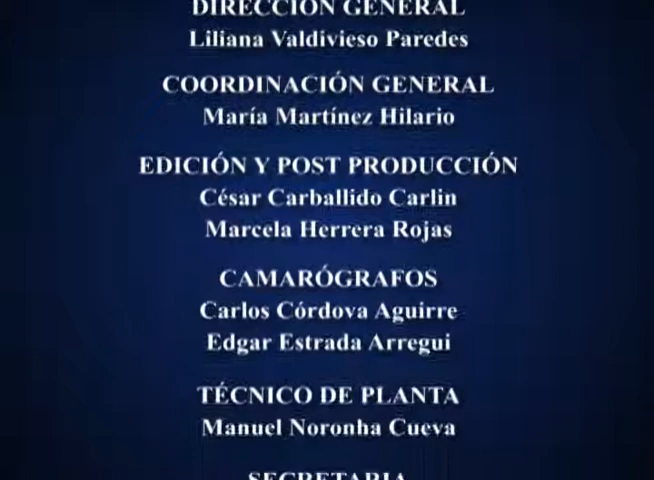 DIRECCIÓN GENERAL
Liliana Valdivieso Paredes
COORDINACIÓN GENERAL
María Martínez Hilario
EDICIÓN Y POST PRODUCCIÓN
César Carballido Carlin
Marcela Herrera Rojas
CAMARÓGRAFOS
Carlos Córdova Aguirre
Edgar Estrada Arregui
TÉCNICO DE PLANTA
Manuel Noronha Cueva
SECRETARIA